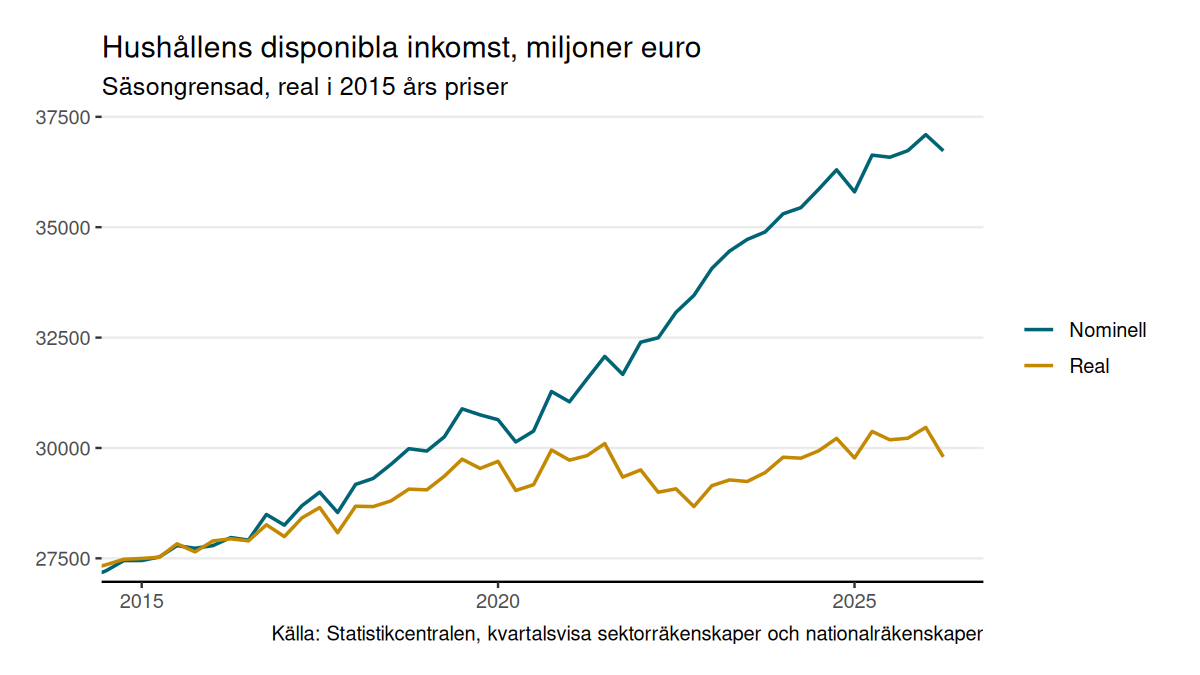 Hushållens disponibla inkomst, miljoner euro
Säsongrensad, real i 2015 års priser
37500
35000
32500
30000
27500
2015 2020 2025
Nominell
Real
Källa: Statistikcentralen, kvartalsvisa sektorräkenskaper och nationalräkenskaper